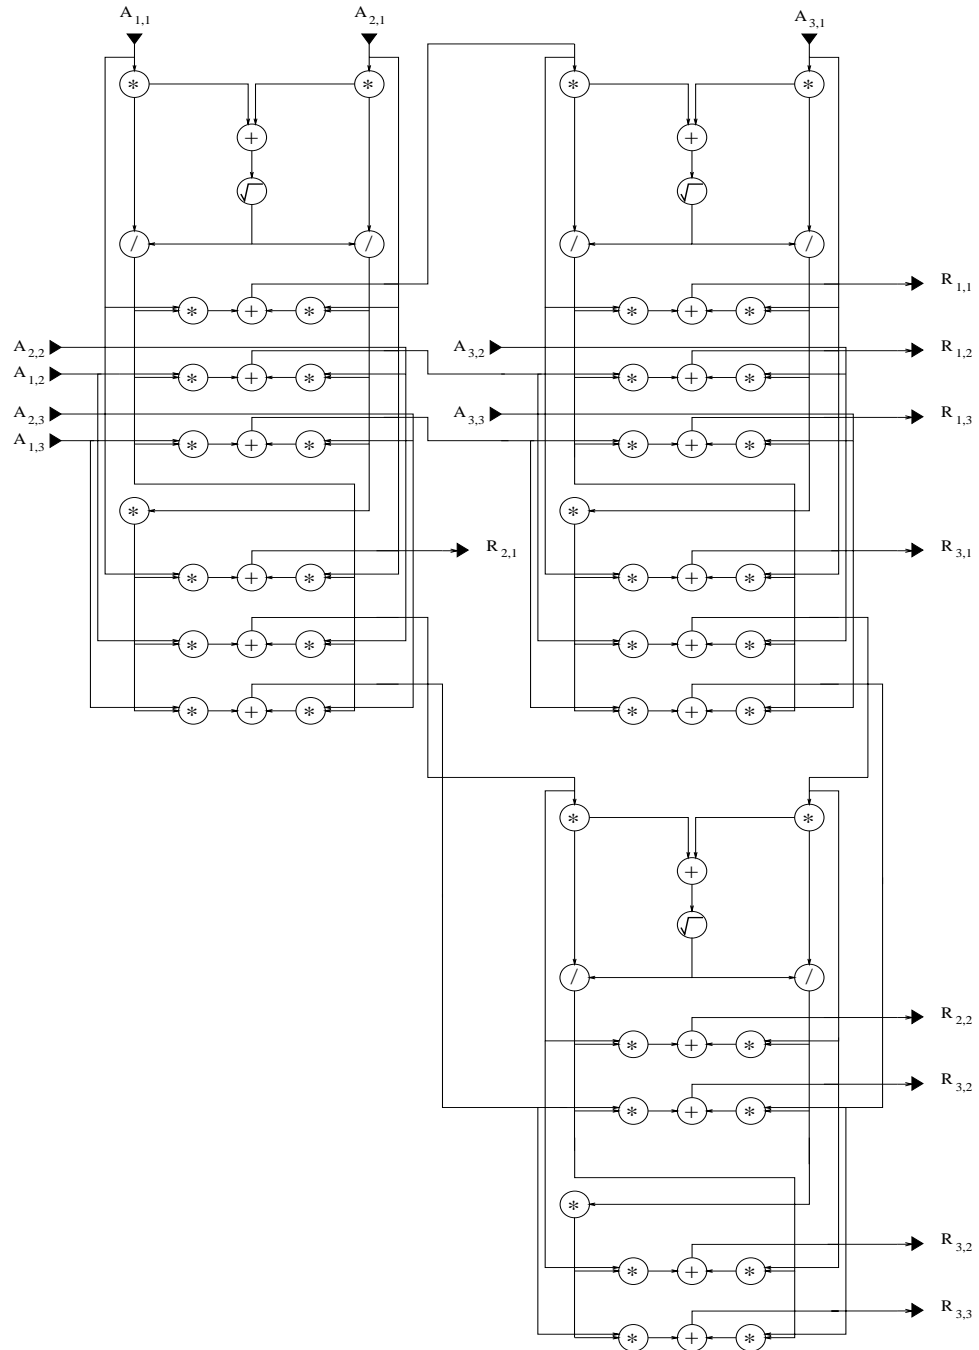 A1,1 A2,1 A3,1
* * * *
+ +
√ √
/ / / /
R1,1
* + * * + *
A2,2 A3,2 R1,2
A1,2 * + * * + *
A2,3 A3,3 R1,3
A1,3 * + * * + *
* *
R2,1 R3,1
* + * * + *
* + * * + *
* + * * + *
* *
+
√
/ /
R2,2
* + *
R3,2
* + *
*
R3,2
* + *
R3,3
* + *